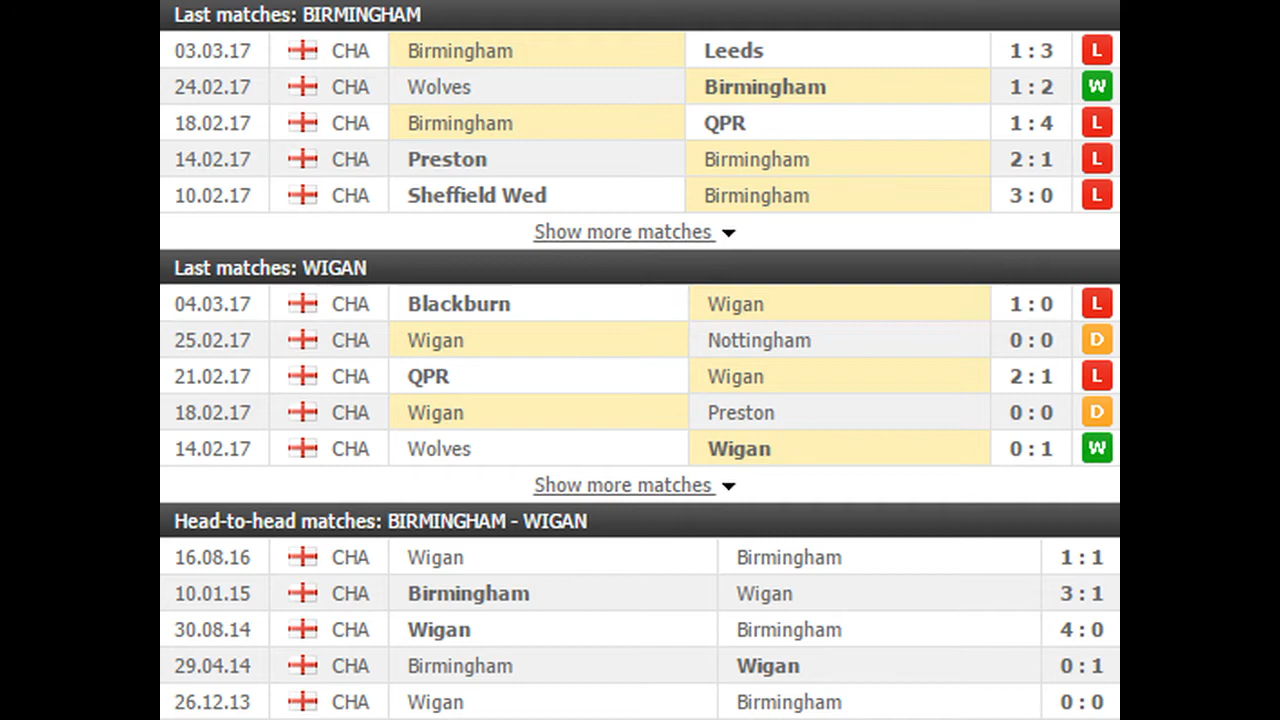 Last matches: BIRMINGHAM
03.03.17 CHA Birmingham Leeds 1 : 3 L
24.02.17 CHA Wolves Birmingham 1 : 2 W
18.02.17 CHA Birmingham QPR 1 : 4 L
14.02.17 CHA Preston Birmingham 2 : 1 L
10.02.17 CHA Sheffield Wed Birmingham 3 : 0 L
Show more matches
Last matches: WIGAN
04.03.17 CHA Blackburn Wigan 1 : 0 L
25.02.17 CHA Wigan Nottingham 0 : 0 D
21.02.17 CHA QPR Wigan 2 : 1 L
18.02.17 CHA Wigan Preston 0 : 0 D
14.02.17 CHA Wolves Wigan 0 : 1 W
Show more matches
Head-to-head matches: BIRMINGHAM - WIGAN
16.08.16 CHA Wigan Birmingham 1 : 1
10.01.15 CHA Birmingham Wigan 3 : 1
30.08.14 CHA Wigan Birmingham 4 : 0
29.04.14 CHA Birmingham Wigan 0 : 1
26.12.13 CHA Wigan Birmingham 0 : 0